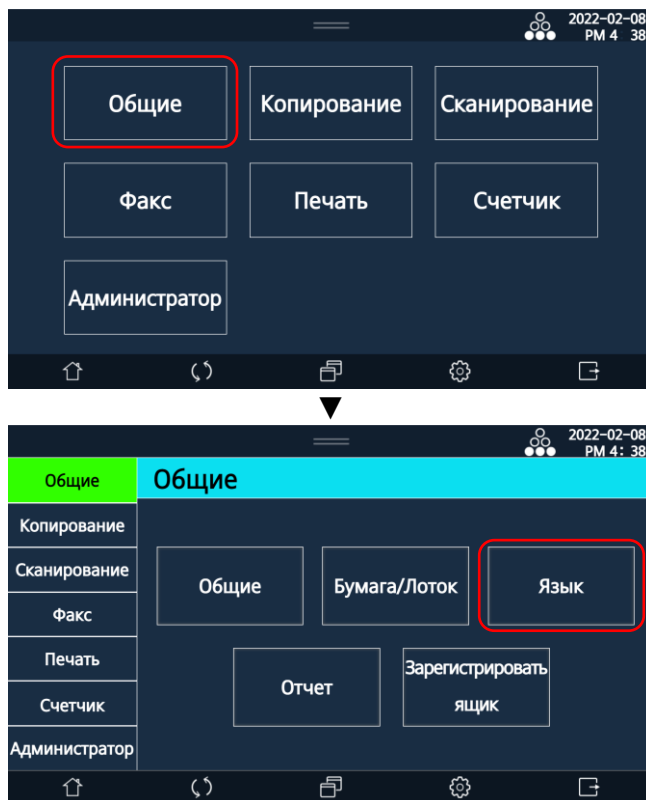 2022-02-08
PM 4 38
Общие
Копирование
Сканирование
Факс
Печать
Счетчик
Администратор
2022-02-08
PM 4: 38
Общие
Общие
Копирование
Сканирование
Факс
Печать
Счетчик
Администратор
Общие
Бумага/Лоток
Язык
Отчет
Зарегистрировать
ящик